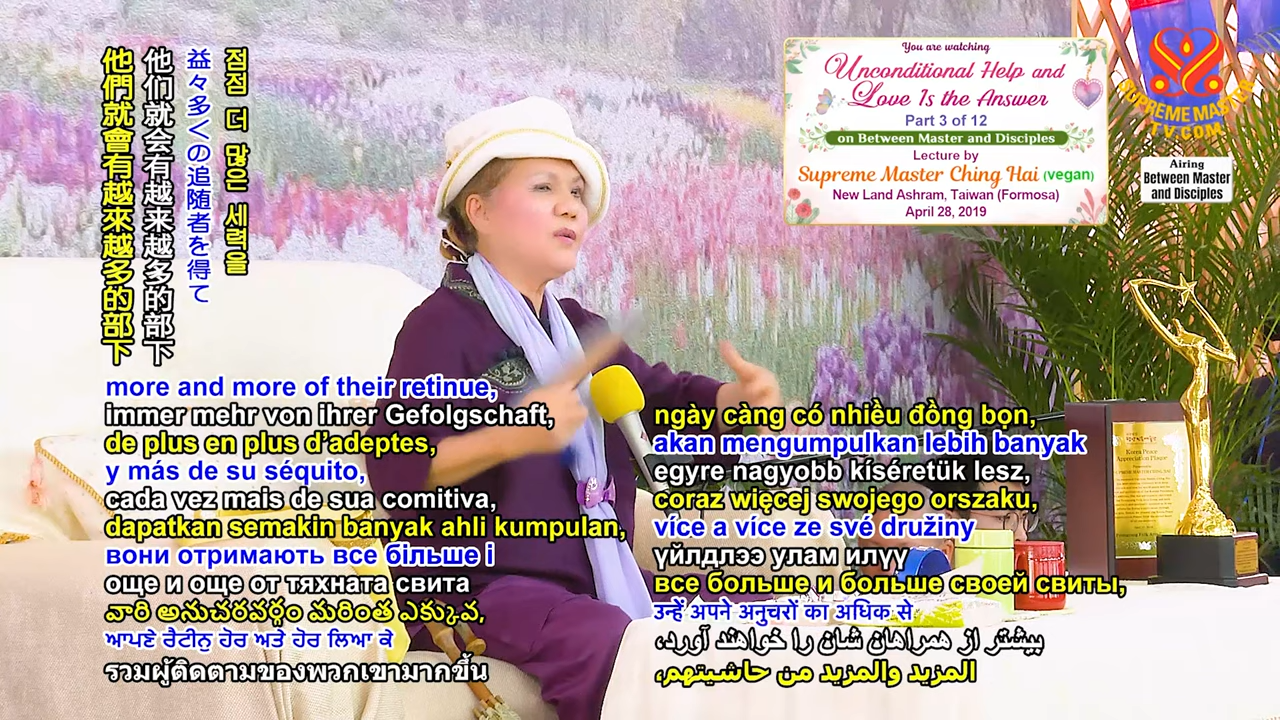 점점 더 많은 세력을
益々多くの追随者を得て
他们就会有越来越多的部下
他們就會有越來越多的部下
You are watching
Unconditional Help and
Love Is the Answer
Part 3 of 12
on Between Master and Disciples
Lecture by
Supreme Master Ching Hai (vegan)
New Land Ashram, Taiwan (Formosa)
April 28, 2019
SUPREME MASTER
TV.COM
Airing
Between Master
and Disciples
more and more of their retinue,
immer mehr von ihrer Gefolgschaft,
de plus en plus d'adeptes,
y más de su séquito,
cada vez mais de sua comitiva,
dapatkan semakin banyak ahli kumpulan,
вони отримають все більше і
още и още от тяхната свита
వారి అనుచరవర్గం మరింత ఎక్కువ,
ਆਪਣੇ ਰੈਟੀਨੁ ਹੋਰ ਅਤੇ ਹੋਰ ਲਿਆ ਕੇ
รวมผู้ติดตามของพวกเขามากขึ้น
ngày càng có nhiều đồng bọn,
akan mengumpulkan lebih banyak
egyre nagyobb kíséretük lesz,
coraz więcej swojego orszaku,
více a více ze své družiny
үйлдлээ улам илүү
все больше и больше своей свиты,
उन्हें अपने अनुचरों का अधिक से
بیشتر از همراهان شان را خواهند آورد،
المزيد والمزيد من حاشيتهم،
Korea Peace
Appreciation Plaque